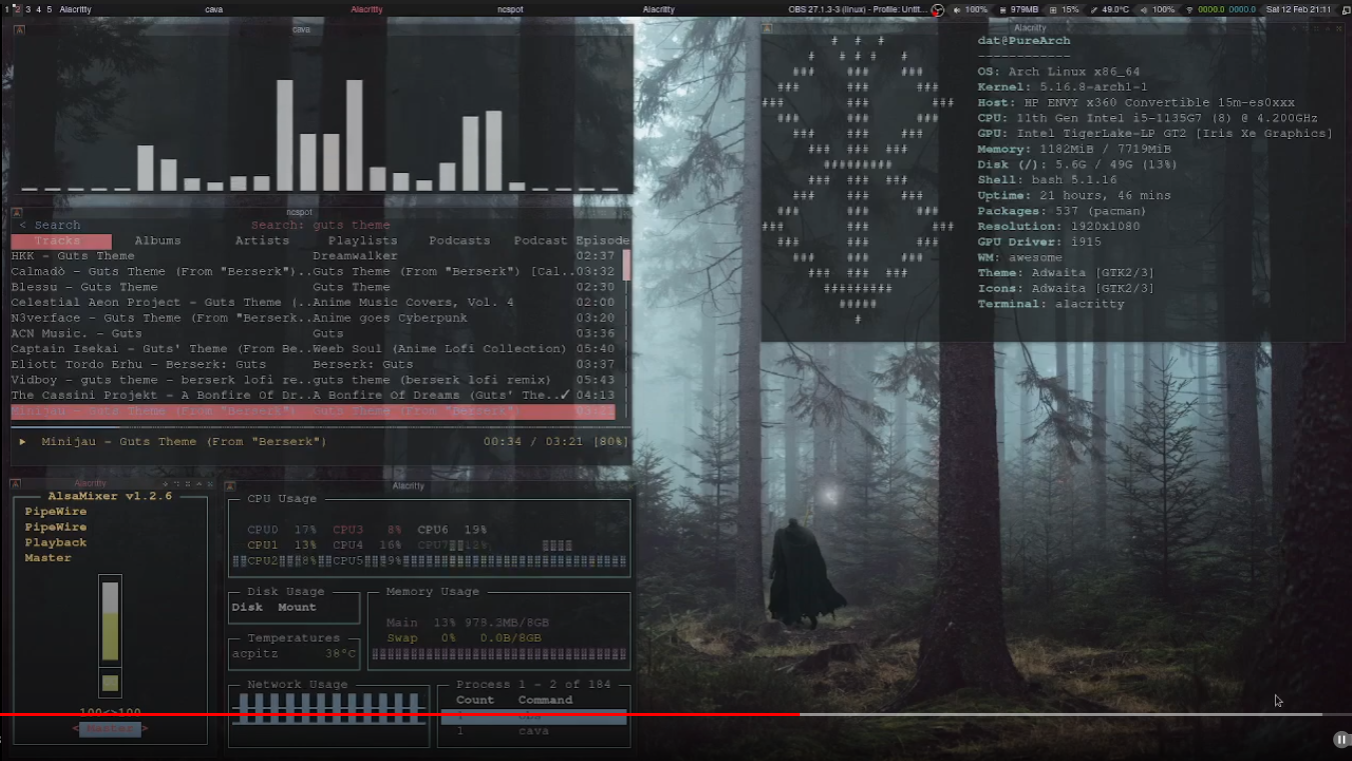 1 2 3 4 5 Alacritty cava Alacritty ncspot Alacritty OBS 27.1.3-3 (linux) - Profile: Untit... 100% 979MB 15% 49.0°C 100% 0000.0 0000.0 Sat 12 Feb 21:11
cava
ncspot
< Search Search: guts theme
Tracks Albums Artists Playlists Podcasts Podcast Episode
HKK - Guts Theme Dreamwalker 02:37
Calmadò - Guts Theme (From "Berserk")..Guts Theme (From "Berserk") [Cal..03:32
Blessu - Guts Theme Guts Theme 02:30
Celestial Aeon Project - Guts Theme (..Anime Music Covers, Vol. 4 02:00
N3verface - Guts Theme (From "Berserk..Anime goes Cyberpunk 03:20
ACN Music. - Guts Guts 03:36
Captain Isekai - Guts' Theme (From Be..Weeb Soul (Anime Lofi Collection) 05:40
Eliott Tordo Erhu - Berserk: Guts Berserk: Guts 03:37
Vidboy - guts theme - berserk lofi re..guts theme (berserk lofi remix) 05:43
The Cassini Projekt - A Bonfire Of Dr..A Bonfire Of Dreams (Guts' The..✓ 04:13
Minijau - Guts Theme (From "Berserk") Guts Theme (From "Berserk") 03:21
▶ Minijau - Guts Theme (From "Berserk") 00:34 / 03:21 [80%]
Alacritty
AlsaMixer v1.2.6
PipeWire
PipeWire
Playback
Master
100<>100
< Master >
Alacritty
CPU Usage
CPU0 17% CPU3 8% CPU6 19%
CPU1 13% CPU4 16% CPU7
CPU2 8% CPU5 9%
Disk Usage
Disk Mount
Temperatures
acpitz 38°C
Memory Usage
Main 13% 979.3MB/8GB
Swap 0% 0.0B/8GB
Network Usage
Process 1 - 2 of 184
Count Command
1 obs
1 cava
Alacritty
dat@PureArch
------------
OS: Arch Linux x86_64
Kernel: 5.16.8-arch1-1
Host: HP ENVY x360 Convertible 15m-es0xxx
CPU: 11th Gen Intel i5-1135G7 (8) @ 4.200GHz
GPU: Intel TigerLake-LP GT2 [Iris Xe Graphics]
Memory: 1182MiB / 7719MiB
Disk (/): 5.6G / 49G (13%)
Shell: bash 5.1.16
Uptime: 21 hours, 46 mins
Packages: 537 (pacman)
Resolution: 1920x1080
GPU Driver: i915
WM: awesome
Theme: Adwaita [GTK2/3]
Icons: Adwaita [GTK2/3]
Terminal: alacritty